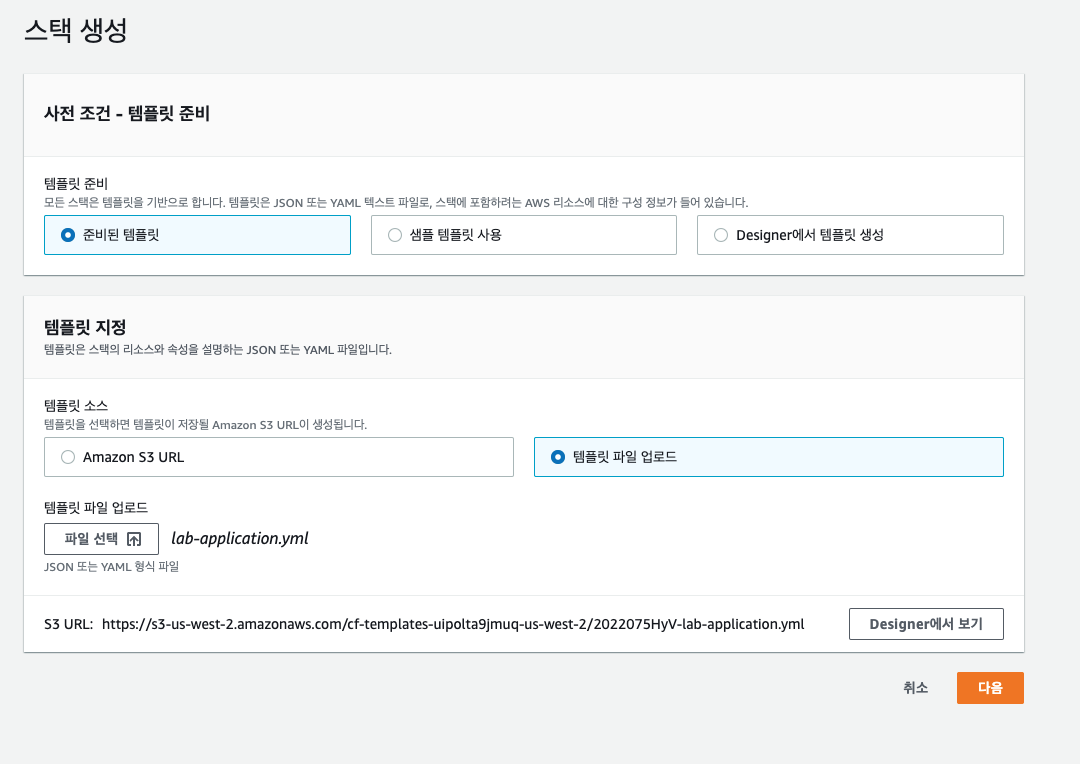 스택 생성
사전 조건 - 템플릿 준비
템플릿 준비
모든 스택은 템플릿을 기반으로 합니다. 템플릿은 JSON 또는 YAML 텍스트 파일로, 스택에 포함하려는 AWS 리소스에 대한 구성 정보가 들어 있습니다.
준비된 템플릿
샘플 템플릿 사용
Designer에서 템플릿 생성
템플릿 지정
템플릿은 스택의 리소스와 속성을 설명하는 JSON 또는 YAML 파일입니다.
템플릿 소스
템플릿을 선택하면 템플릿이 저장될 Amazon S3 URL이 생성됩니다.
Amazon S3 URL
템플릿 파일 업로드
템플릿 파일 업로드
파일 선택
lab-application.yml
JSON 또는 YAML 형식 파일
S3 URL: https://s3-us-west-2.amazonaws.com/cf-templates-uipolta9jmuq-us-west-2/2022075HyV-lab-application.yml
Designer에서 보기
취소
다음